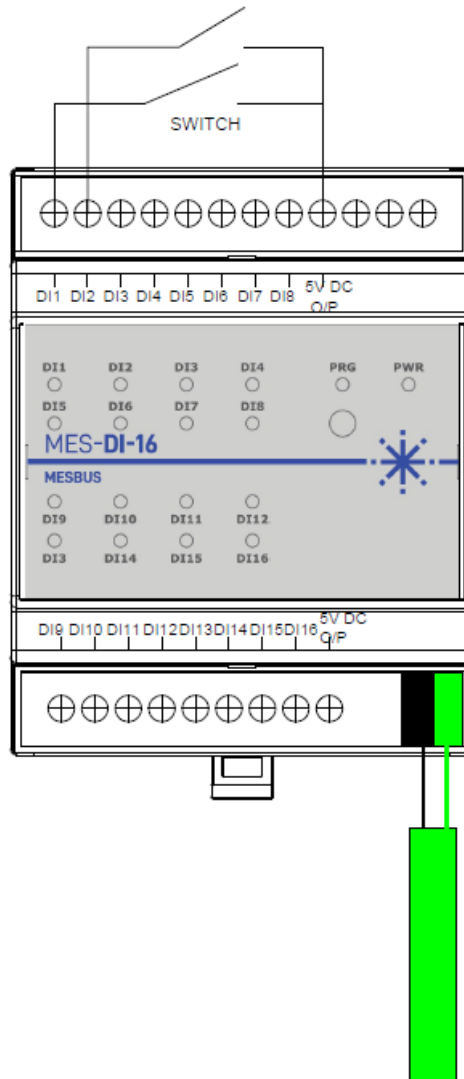 SWITCH
DI1 DI2 DI3 DI4 DI5 DI6 DI7 DI8 5V DC
O/P
DI1 DI2 DI3 DI4 PRG PWR
DI5 DI6 DI7 DI8
MES-DI-16
MESBUS
DI9 DI10 DI11 DI12
DI3 DI14 DI15 DI16
DI9 DI10 DI11 DI12 DI13 DI14 DI15 DI16 5V DC
O/P